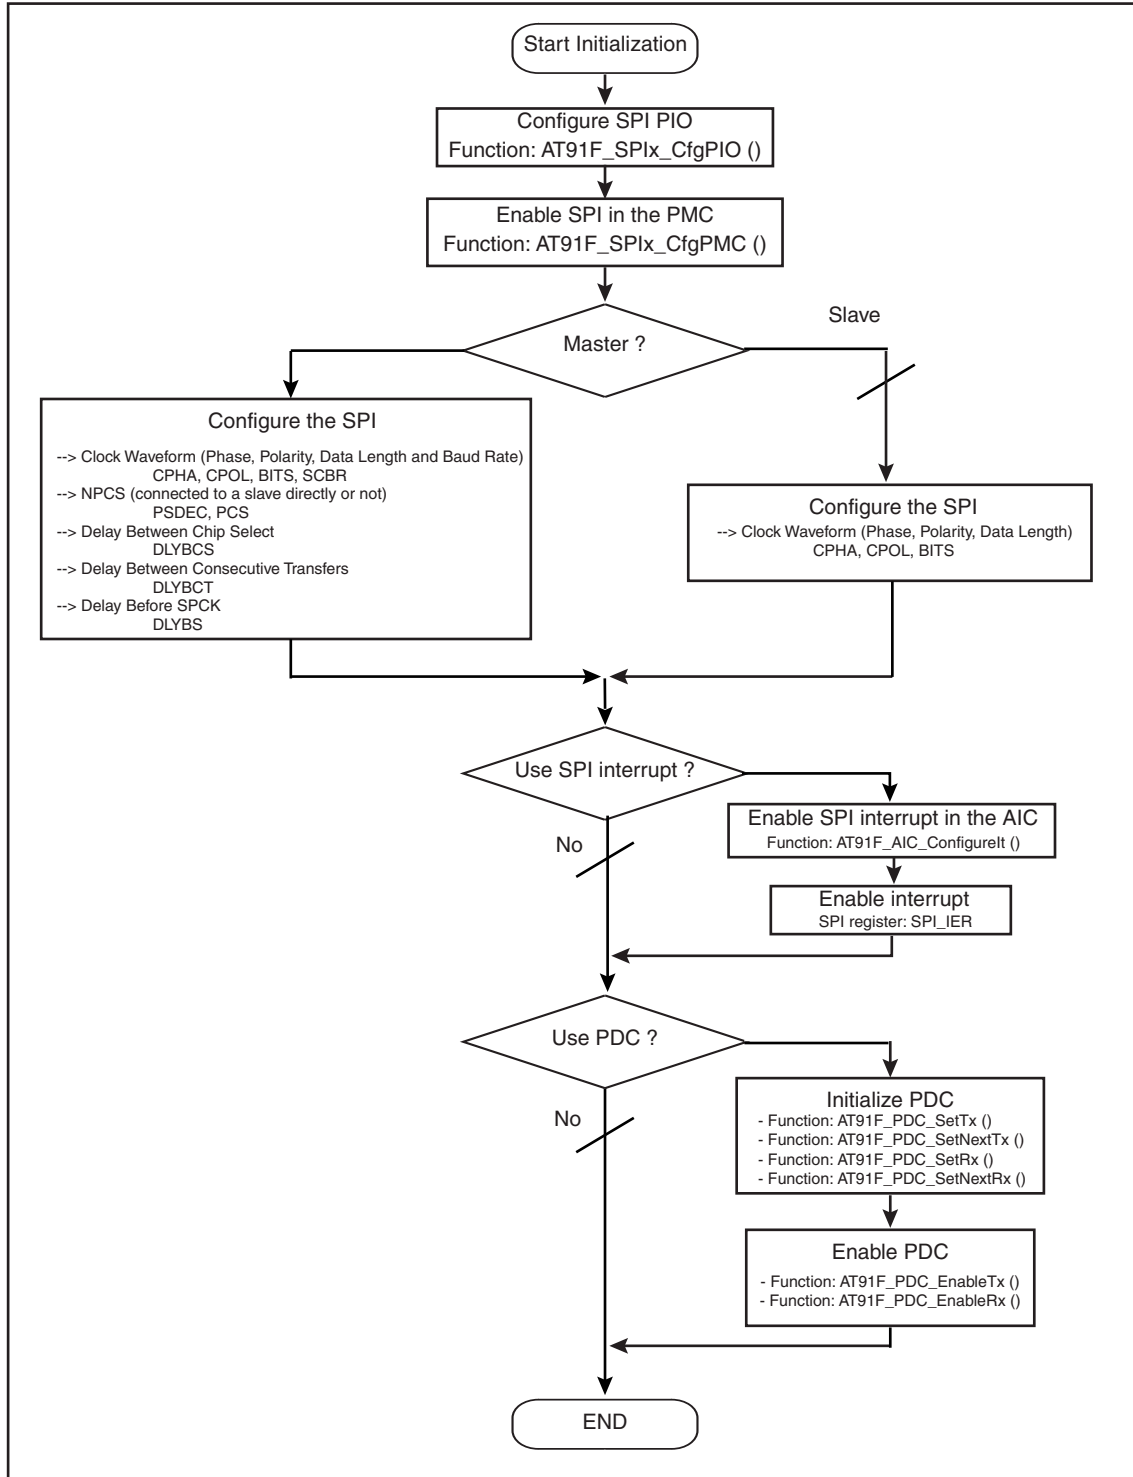 Start Initialization
Configure SPI PIO
Function: AT91F_SPIx_CfgPIO ()
Enable SPI in the PMC
Function: AT91F_SPIx_CfgPMC ()
Master ?
Slave
Configure the SPI
--> Clock Waveform (Phase, Polarity, Data Length and Baud Rate)
CPHA, CPOL, BITS, SCBR
--> NPCS (connected to a slave directly or not)
PSDEC, PCS
--> Delay Between Chip Select
DLYBCS
--> Delay Between Consecutive Transfers
DLYBCT
--> Delay Before SPCK
DLYBS
Configure the SPI
--> Clock Waveform (Phase, Polarity, Data Length)
CPHA, CPOL, BITS
Use SPI interrupt ?
Enable SPI interrupt in the AIC
Function: AT91F_AIC_ConfigureIt ()
No
Enable interrupt
SPI register: SPI_IER
Use PDC ?
No
Initialize PDC
- Function: AT91F_PDC_SetTx ()
- Function: AT91F_PDC_SetNextTx ()
- Function: AT91F_PDC_SetRx ()
- Function: AT91F_PDC_SetNextRx ()
Enable PDC
- Function: AT91F_PDC_EnableTx ()
- Function: AT91F_PDC_EnableRx ()
END